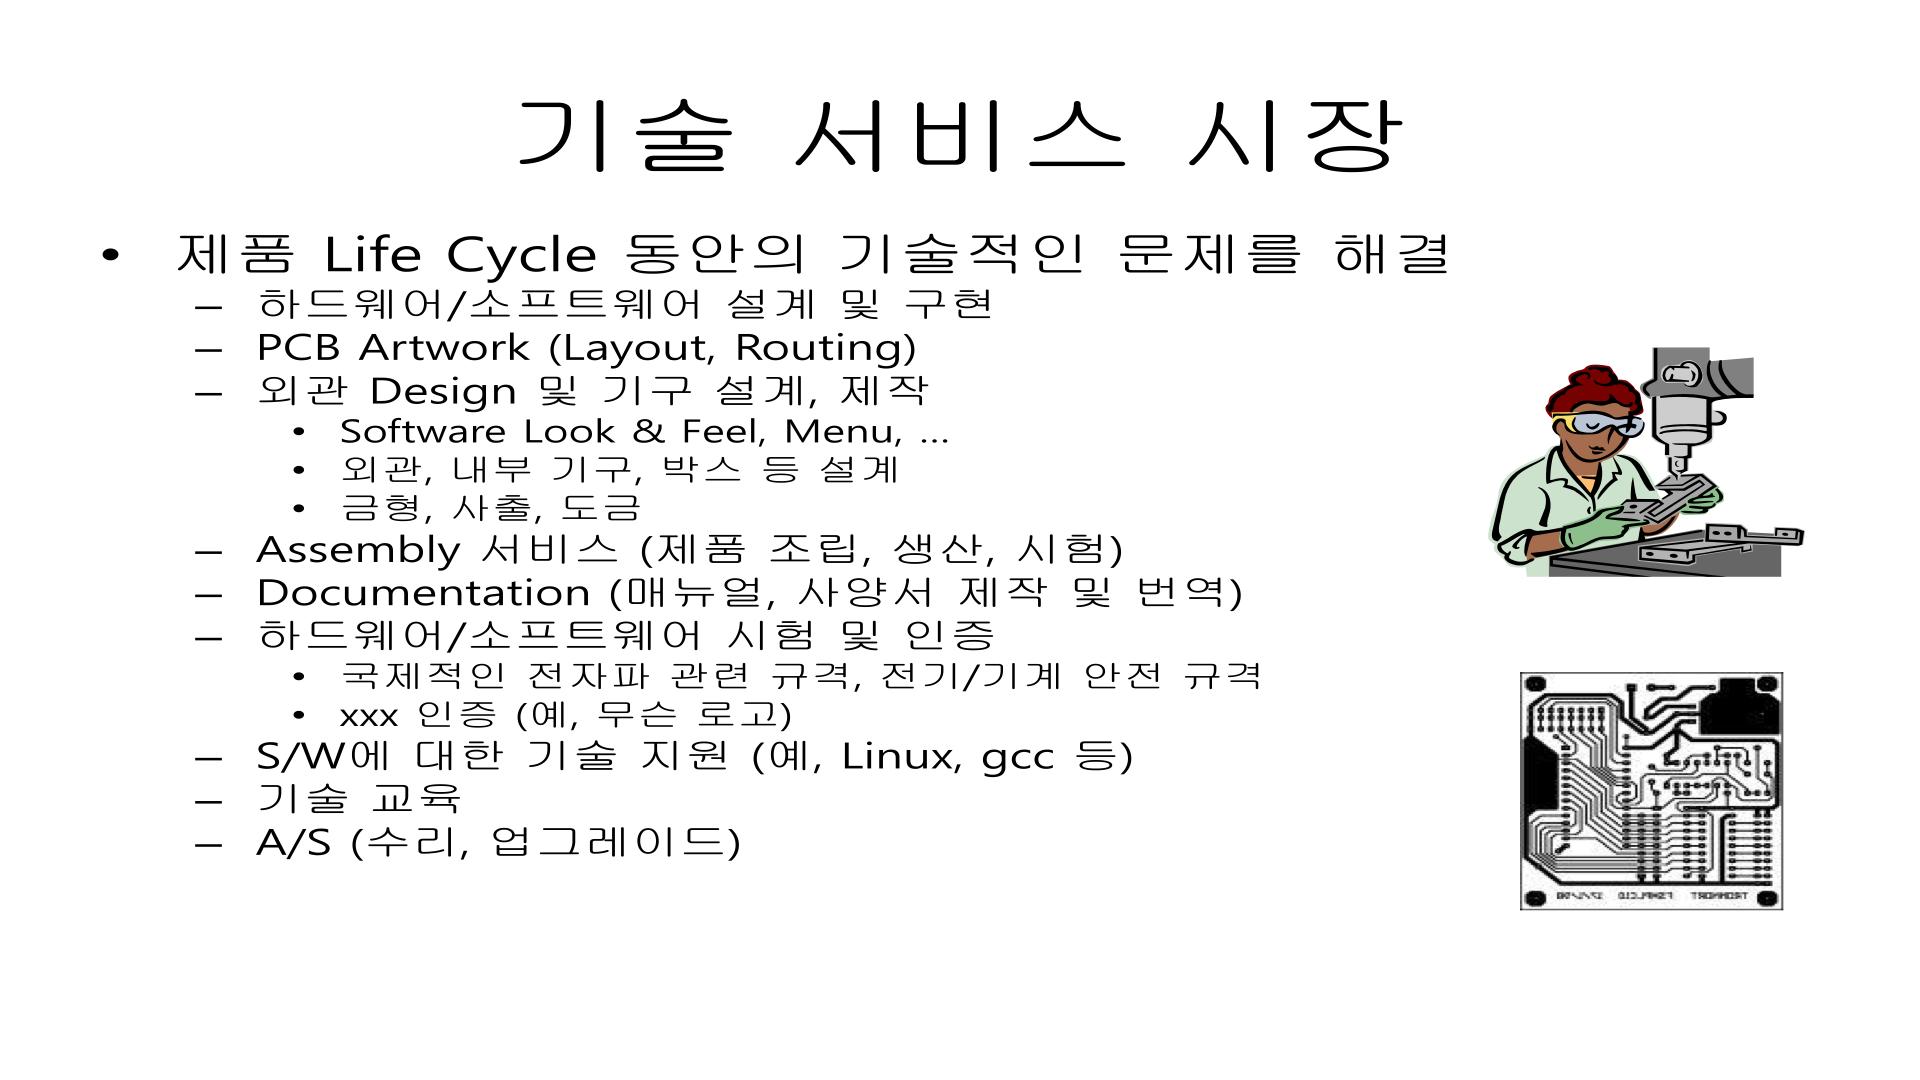 기술 서비스 시장
• 제품 Life Cycle 동안의 기술적인 문제를 해결
– 하드웨어/소프트웨어 설계 및 구현
– PCB Artwork (Layout, Routing)
– 외관 Design 및 기구 설계, 제작
• Software Look & Feel, Menu, ...
• 외관, 내부 기구, 박스 등 설계
• 금형, 사출, 도금
– Assembly 서비스 (제품 조립, 생산, 시험)
– Documentation (매뉴얼, 사양서 제작 및 번역)
– 하드웨어/소프트웨어 시험 및 인증
• 국제적인 전자파 관련 규격, 전기/기계 안전 규격
• xxx 인증 (예, 무슨 로고)
– S/W에 대한 기술 지원 (예, Linux, gcc 등)
– 기술 교육
– A/S (수리, 업그레이드)